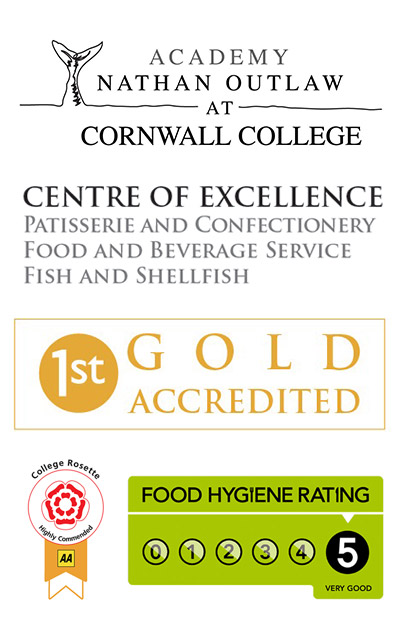 ACADEMY
NATHAN OUTLAW
AT
CORNWALL COLLEGE
CENTRE OF EXCELLENCE
PATISSERIE AND CONFECTIONERY
FOOD AND BEVERAGE SERVICE
FISH AND SHELLFISH
1st GOLD
ACCREDITED
College Rosette
Highly Commended
AA
FOOD HYGIENE RATING
0 1 2 3 4 5
VERY GOOD